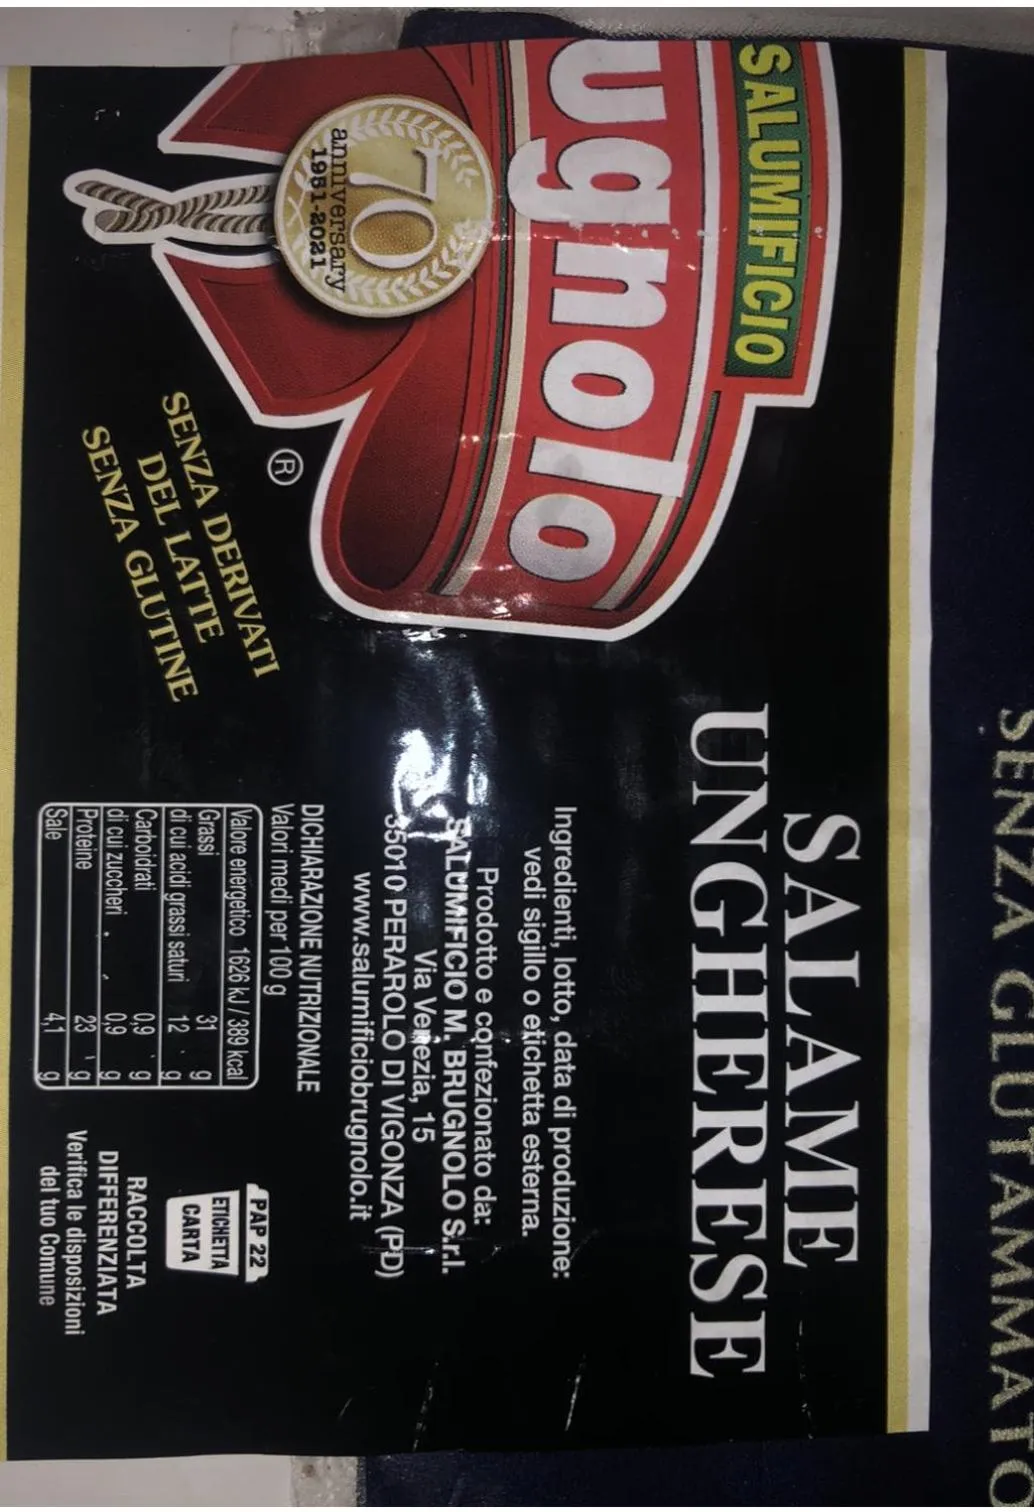 SENZA GLUTAMMATO
SALUMIFICIO
ugnolo
70
anniversary
1951-2021
®
SENZA DERIVATI
DEL LATTE
SENZA GLUTINE
SALAME
UNGHERESE
Ingredienti, lotto, data di produzione:
vedi sigillo o etichetta esterna.
Prodotto e confezionato da:
SALUMIFICIO M. BRUGNOLO S.r.l.
Via Venezia, 15
35010 PERAROLO DI VIGONZA (PD)
www.salumificiobrugnolo.it
DICHIARAZIONE NUTRIZIONALE
Valori medi per 100 g
Valore energetico 1626 kJ / 389 kcal
Grassi 31 g
di cui acidi grassi saturi 12 g
Carboidrati 0,9 g
di cui zuccheri 0,9 g
Proteine 23 g
Sale 4,1 g
PAP 22
ETICHETTA
CARTA
RACCOLTA
DIFFERENZIATA
Verifica le disposizioni
del tuo Comune